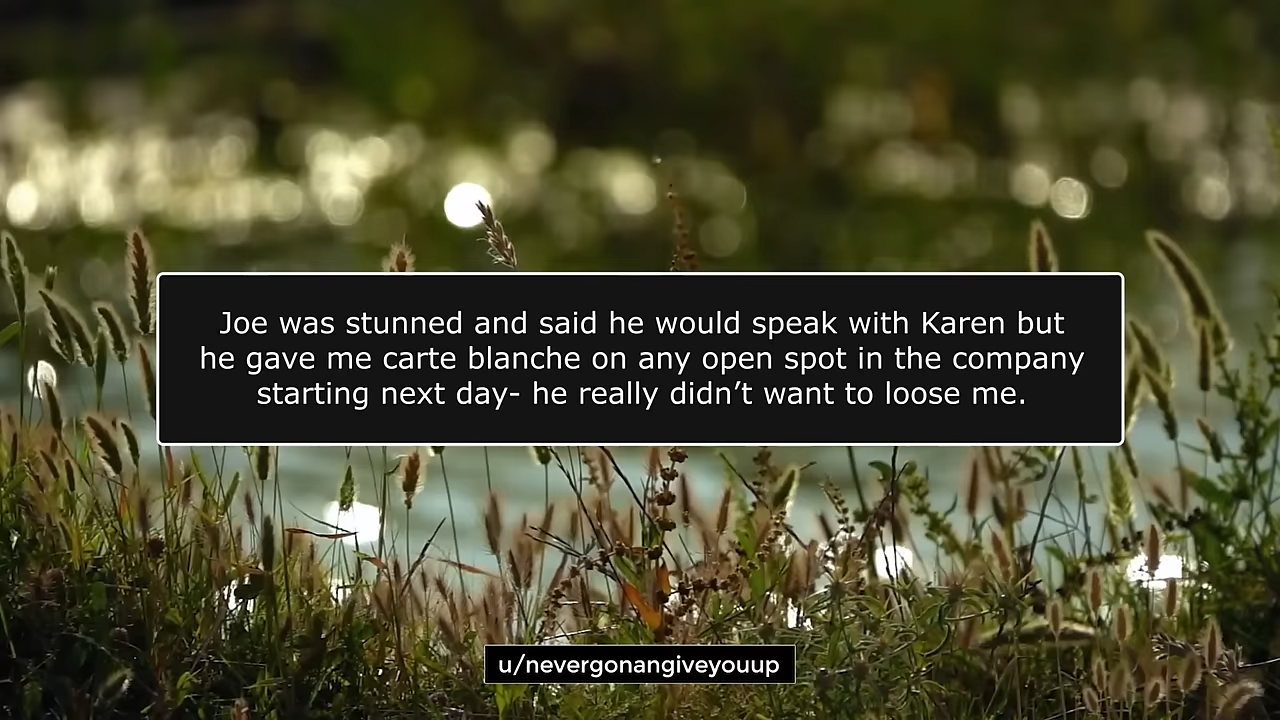 Joe was stunned and said he would speak with Karen but
he gave me carte blanche on any open spot in the company
starting next day- he really didn’t want to loose me.
u/nevergonangiveyouup